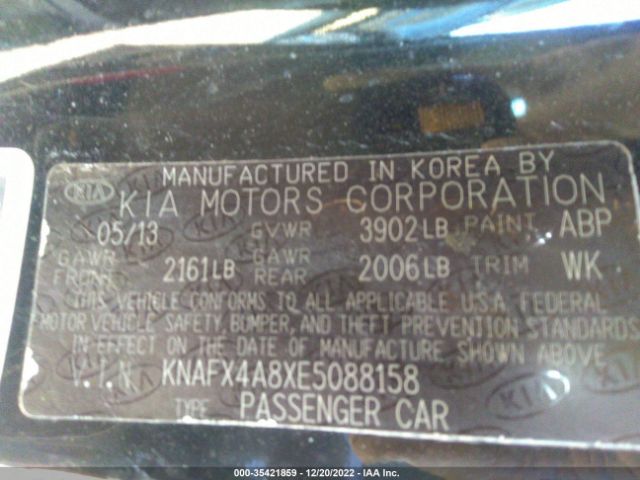 MANUFACTURED IN KOREA BY
KIA KIA MOTORS CORPORATION
05/13 GVWR 3902LB PAINT ABP
GAWR FRONT 2161LB GAWR REAR 2006LB TRIM WK
THIS VEHICLE CONFORMS TO ALL APPLICABLE U.S.A FEDERAL
MOTOR VEHICLE SAFETY, BUMPER, AND THEFT PREVENTION STANDARDS
IN EFFECT ON THE DATE OF MANUFACTURE SHOWN ABOVE
V.I.N KNAFX4A8XE5088158
TYPE PASSENGER CAR
KIA
000-35421859 — 12/20/2022 — IAA Inc.